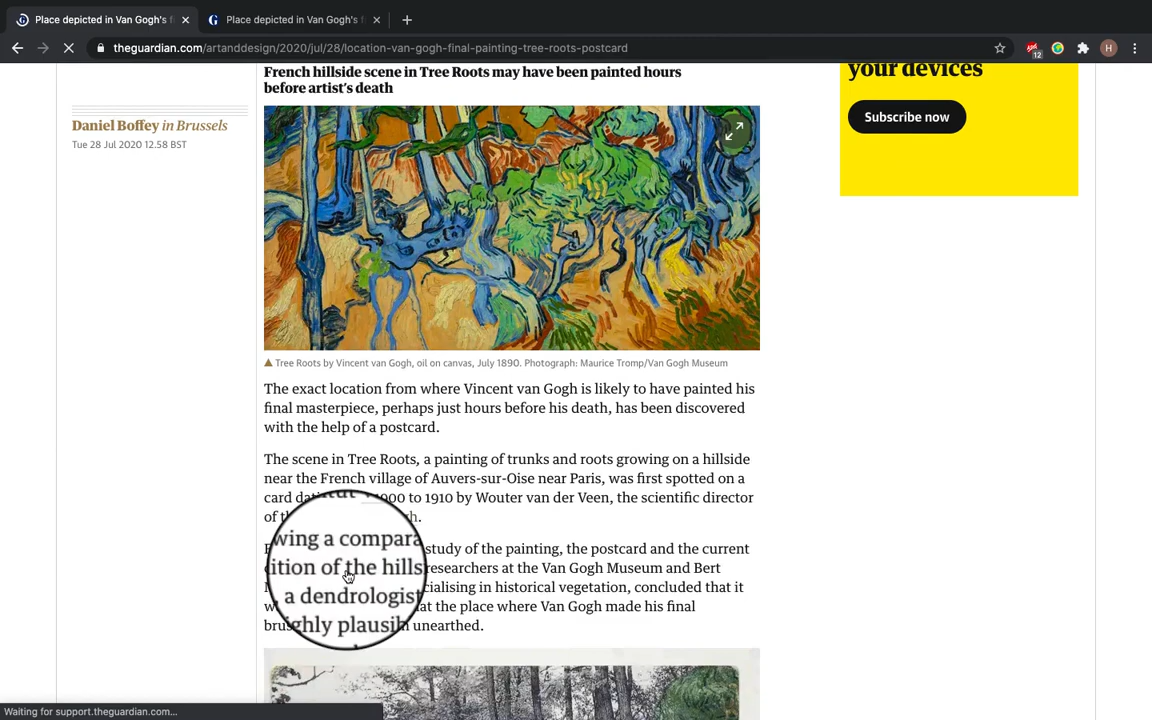 Place depicted in Van Gogh's f
Place depicted in Van Gogh's f
theguardian.com/artanddesign/2020/jul/28/location-van-gogh-final-painting-tree-roots-postcard
12
H
your devices
Subscribe now
French hillside scene in Tree Roots may have been painted hours
before artist's death
Daniel Boffey in Brussels
Tue 28 Jul 2020 12.58 BST
Tree Roots by Vincent van Gogh, oil on canvas, July 1890. Photograph: Maurice Tromp/Van Gogh Museum
The exact location from where Vincent van Gogh is likely to have painted his
final masterpiece, perhaps just hours before his death, has been discovered
with the help of a postcard.
The scene in Tree Roots, a painting of trunks and roots growing on a hillside
near the French village of Auvers-sur-Oise near Paris, was first spotted on a
card 1900 to 1910 by Wouter van der Veen, the scientific director
of
wing a compara study of the painting, the postcard and the current
ition of the hills researchers at the Van Gogh Museum and Bert
a dendrologist cialising in historical vegetation, concluded that it
at the place where Van Gogh made his final
ighly plausib unearthed.
Waiting for support.theguardian.com...